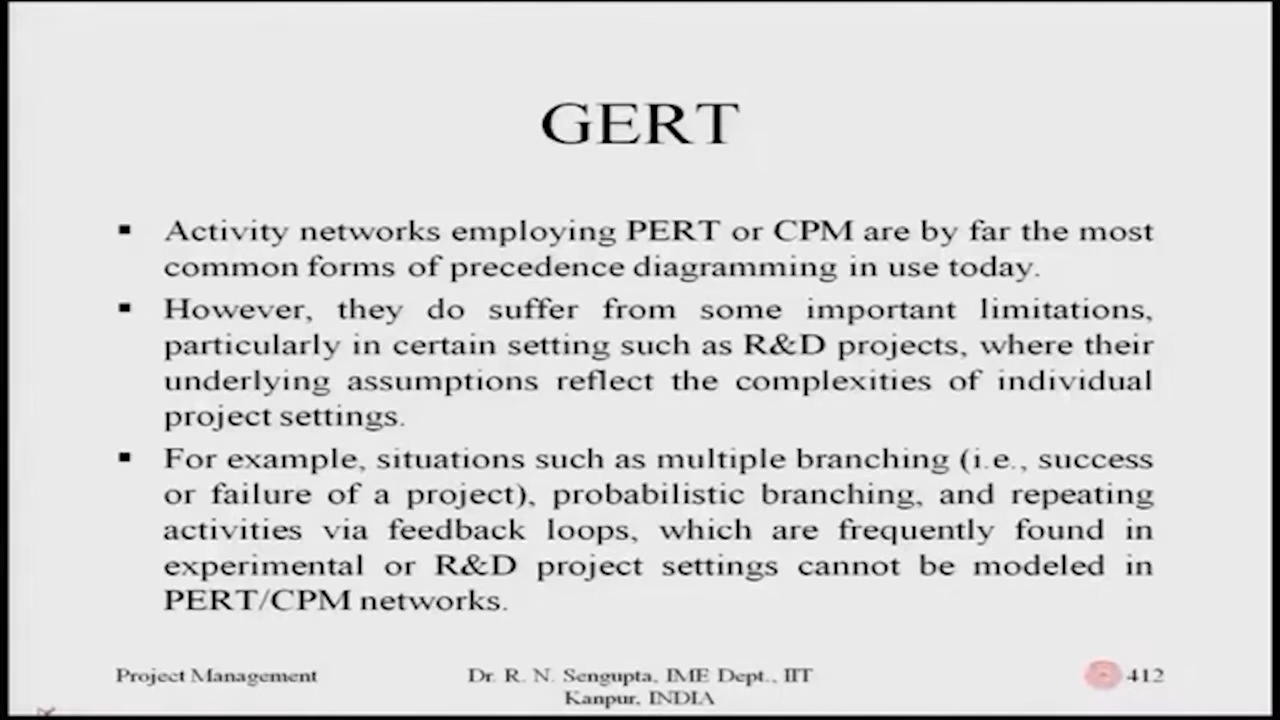 GERT
▪ Activity networks employing PERT or CPM are by far the most
common forms of precedence diagramming in use today.
▪ However, they do suffer from some important limitations,
particularly in certain setting such as R&D projects, where their
underlying assumptions reflect the complexities of individual
project settings.
▪ For example, situations such as multiple branching (i.e., success
or failure of a project), probabilistic branching, and repeating
activities via feedback loops, which are frequently found in
experimental or R&D project settings cannot be modeled in
PERT/CPM networks.
Project Management
Dr. R. N. Sengupta, IME Dept., IIT
Kanpur, INDIA
412